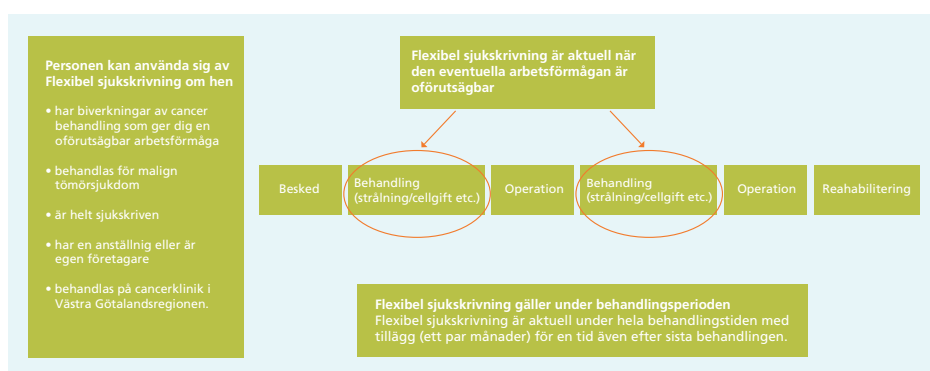 Personen kan använda sig av
Flexibel sjukskrivning om hen
• har biverkningar av cancer
behandling som ger dig en
oförutsägbar arbetsförmåga
• behandlas för malign
tömörsjukdom
• är helt sjukskriven
• har en anställnig eller är
egen företagare
• behandlas på cancerklinik i
Västra Götalandsregionen.
Flexibel sjukskrivning är aktuell när
den eventuella arbetsförmågan är
oförutsägbar
Besked
Behandling
(strålning/cellgift etc.)
Operation
Behandling
(strålning/cellgift etc.)
Operation
Reahabilitering
Flexibel sjukskrivning gäller under behandlingsperioden
Flexibel sjukskrivning är aktuell under hela behandlingstiden med
tillägg (ett par månader) för en tid även efter sista behandlingen.